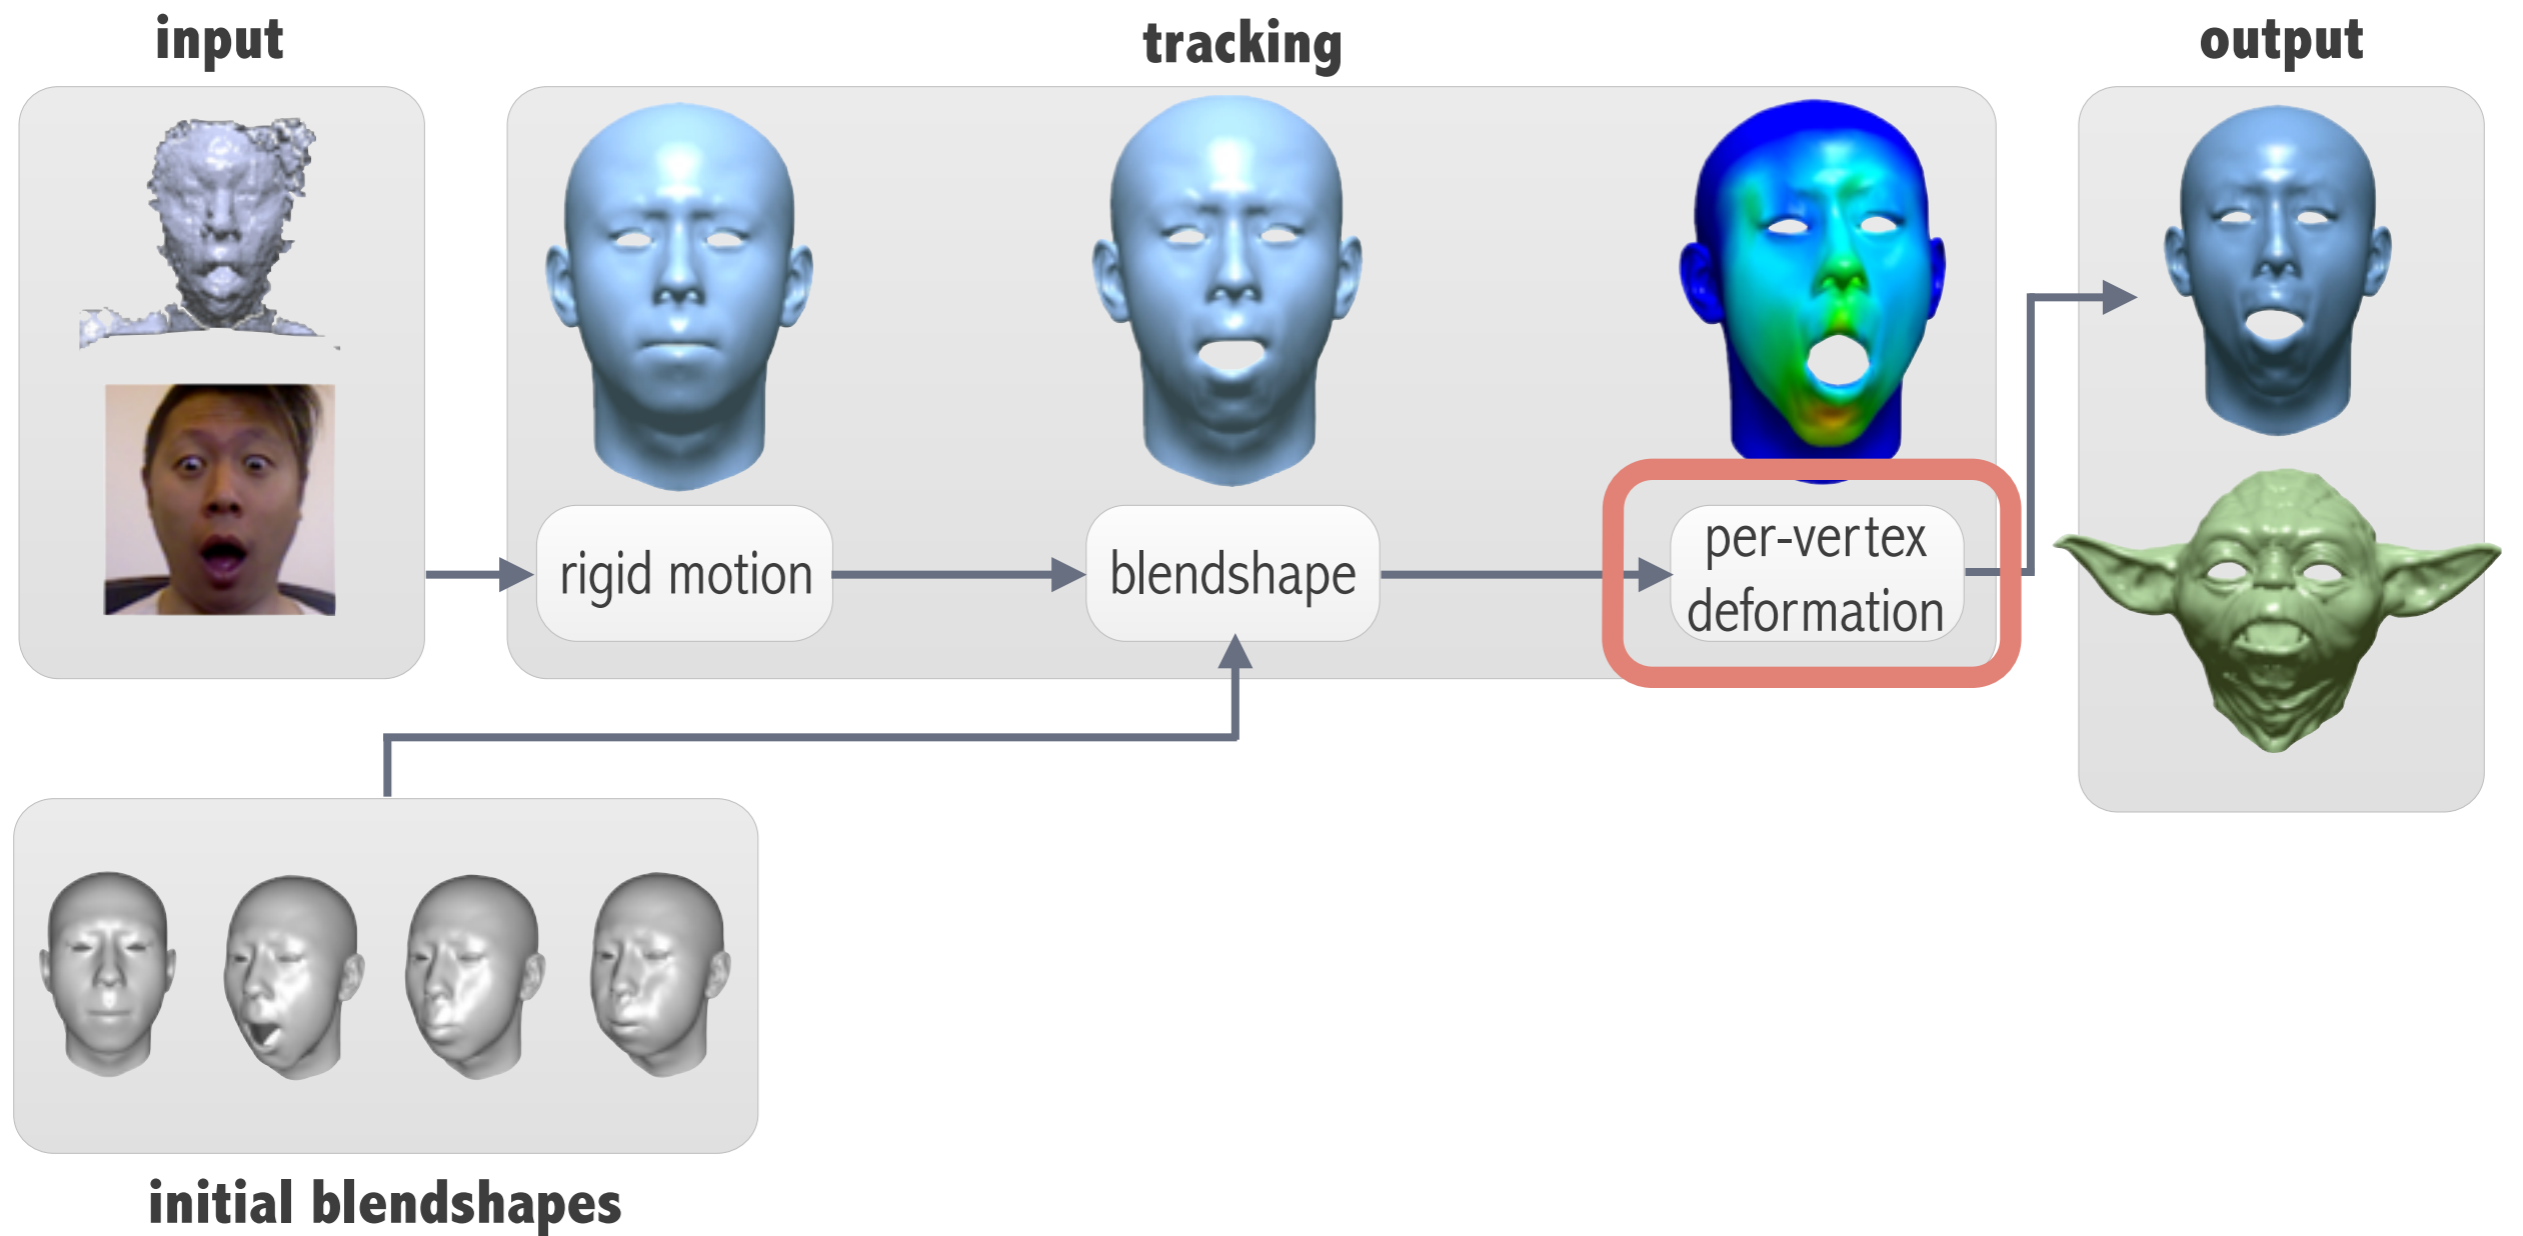 input
tracking
output
rigid motion
blendshape
per-vertex
deformation
initial blendshapes